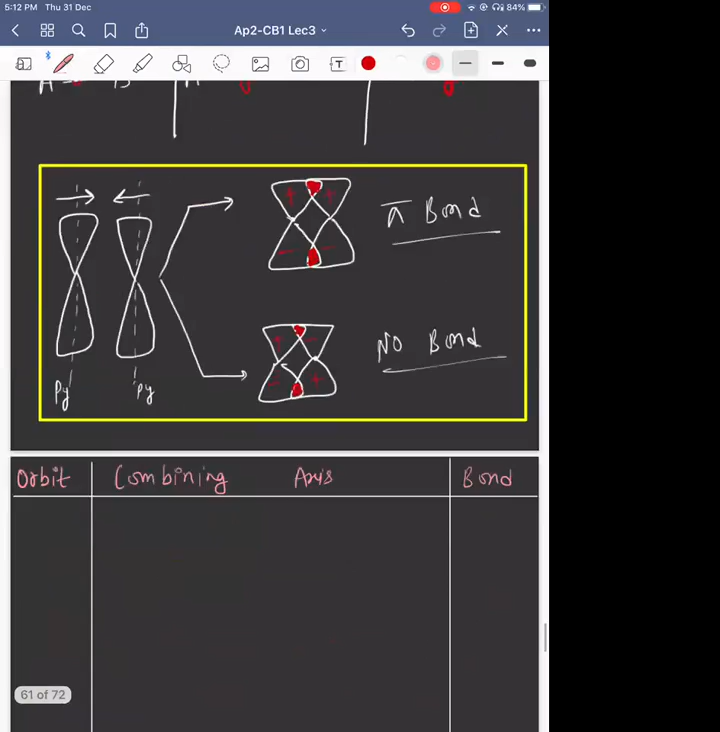 5:12 PM Thu 31 Dec
84%
Ap2-CB1 Lec3
T
+ +
π Bond
- -
+ -
No Bond
- +
Py Py
Orbit Combining Axis Bond
61 of 72